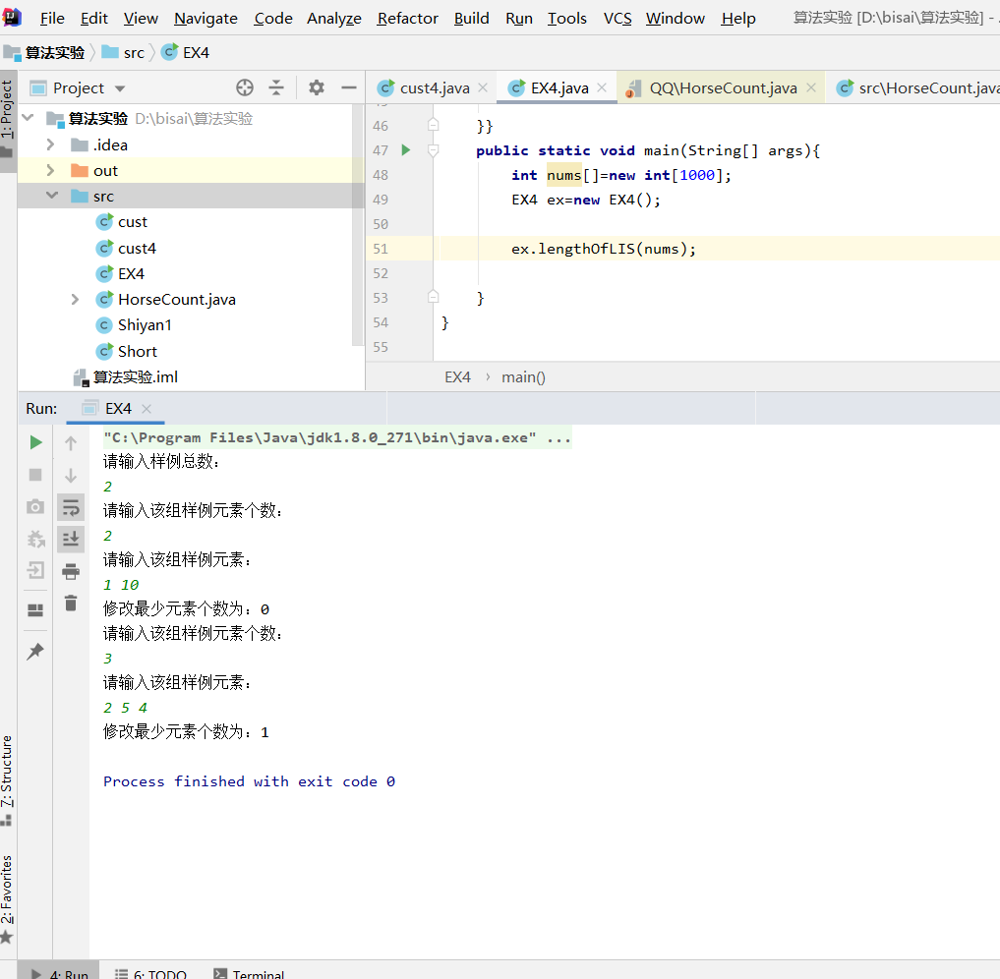 File Edit View Navigate Code Analyze Refactor Build Run Tools VCS Window Help 算法实验 [D:\bisai\算法实验] -
算法实验 src EX4
1: Project
Project
cust4.java EX4.java QQ\HorseCount.java src\HorseCount.java
算法实验 D:\bisai\算法实验
.idea
out
src
cust
cust4
EX4
HorseCount.java
Shiyan1
Short
算法实验.iml
46 }}
47 public static void main(String[] args){
48 int nums[]=new int[1000];
49 EX4 ex=new EX4();
50
51 ex.lengthOfLIS(nums);
52
53 }
54 }
55
EX4 › main()
Run: EX4
"C:\Program Files\Java\jdk1.8.0_271\bin\java.exe" ...
请输入样例总数：
2
请输入该组样例元素个数：
2
请输入该组样例元素：
1 10
修改最少元素个数为：0
请输入该组样例元素个数：
3
请输入该组样例元素：
2 5 4
修改最少元素个数为：1
Process finished with exit code 0
7: Structure
2: Favorites
4: Run 6: TODO Terminal